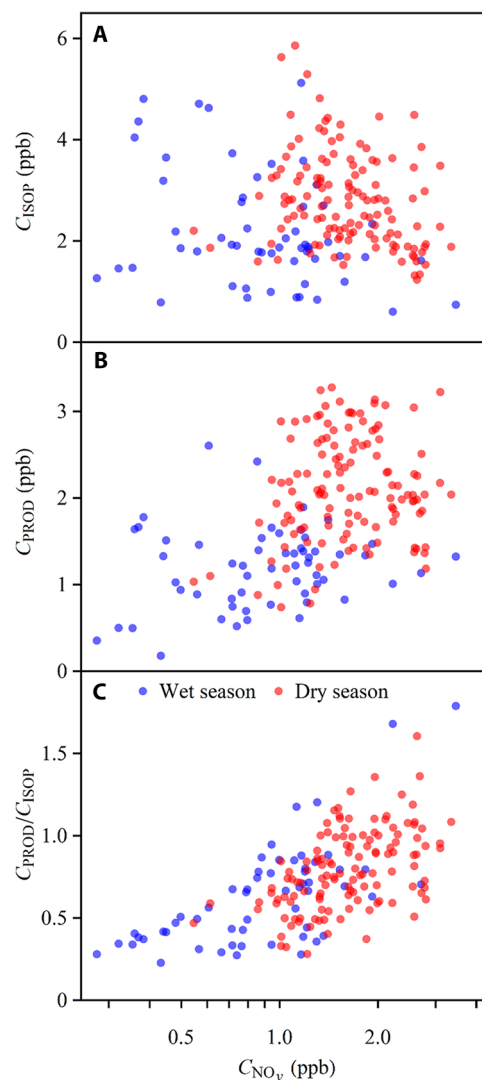 A
6
4
2
0
C_ISOP (ppb)
B
3
2
1
0
C_PROD (ppb)
C
Wet season
Dry season
1.5
1.0
0.5
0
C_PROD/C_ISOP
0.5 1.0 2.0
C_NO_y (ppb)